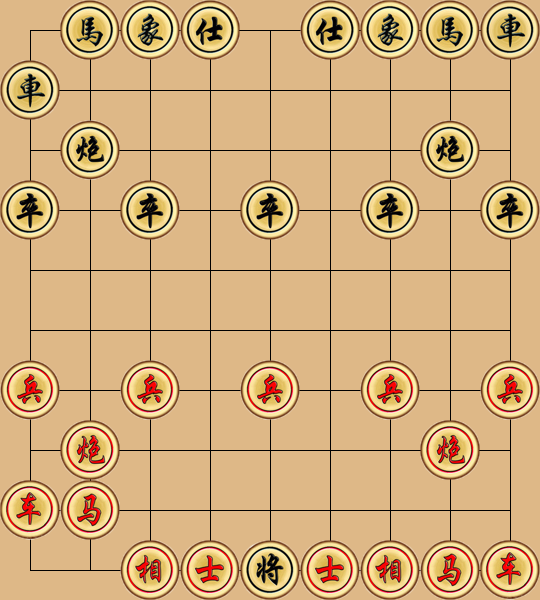 馬 象 仕 仕 象 馬 車
車
炮 炮
卒 卒 卒 卒 卒
兵 兵 兵 兵 兵
炮 炮
车 马
相 士 将 士 相 马 车